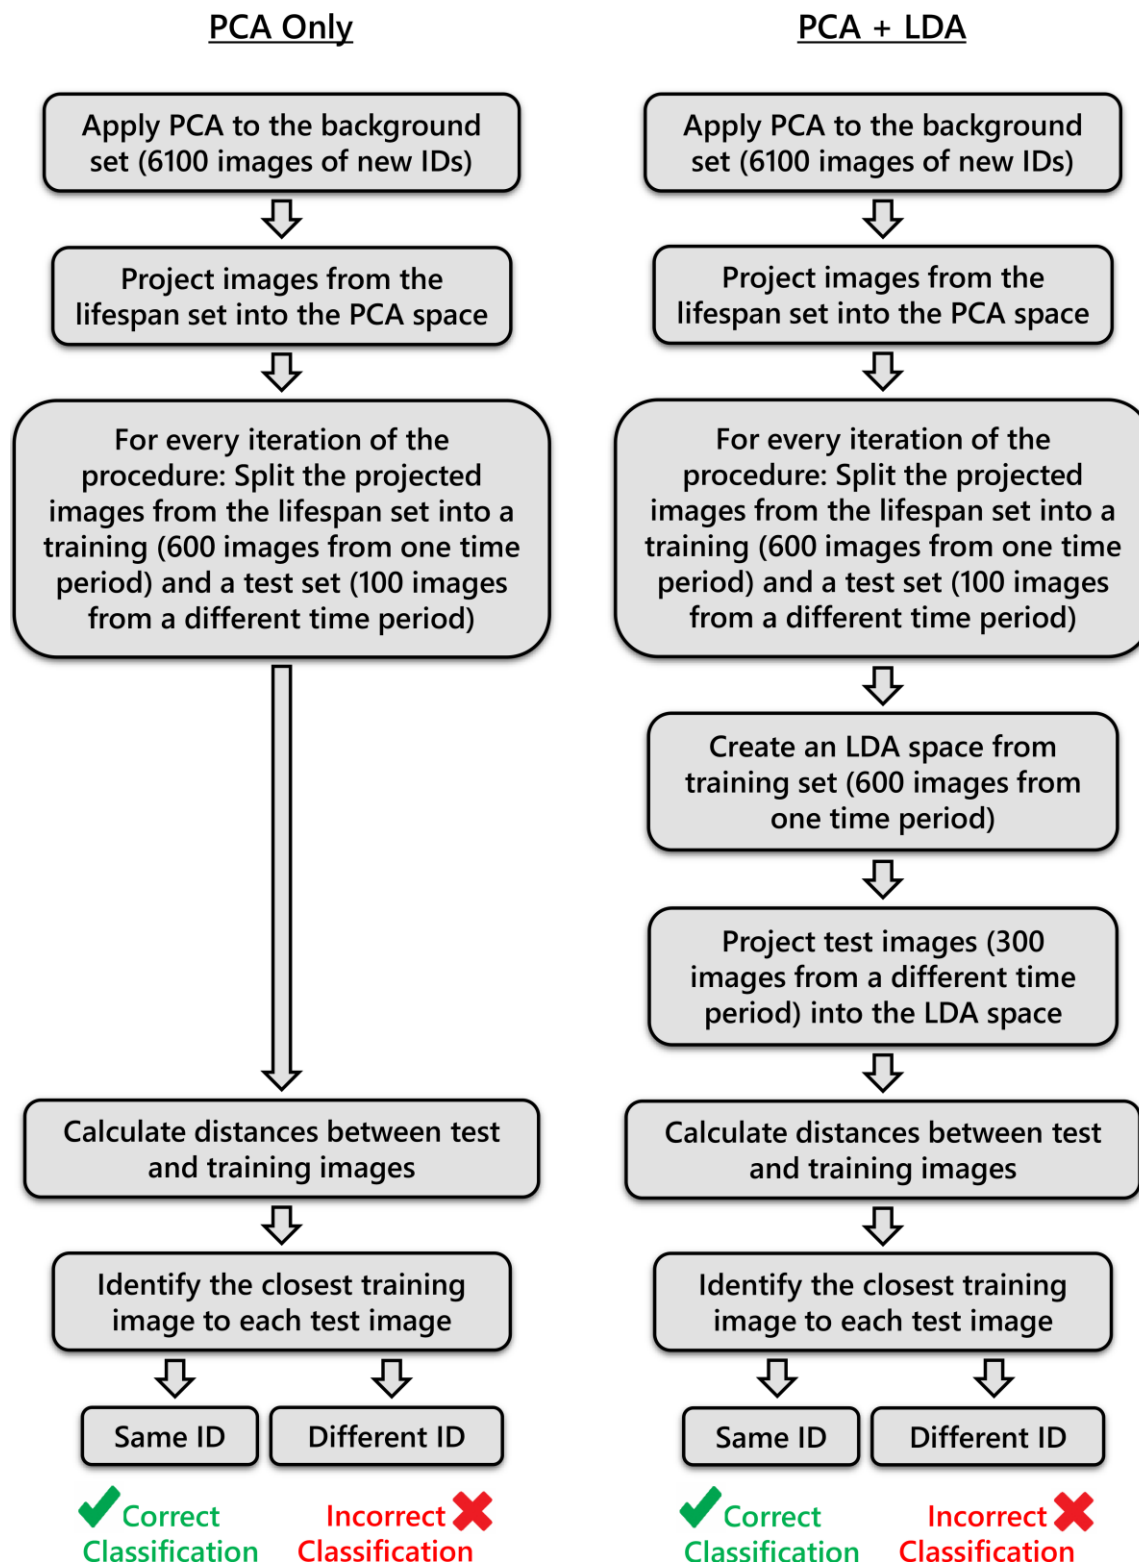 PCA Only
Apply PCA to the background
set (6100 images of new IDs)
Project images from the
lifespan set into the PCA space
For every iteration of the
procedure: Split the projected
images from the lifespan set into a
training (600 images from one time
period) and a test set (100 images
from a different time period)
Calculate distances between test
and training images
Identify the closest training
image to each test image
Same ID
Different ID
Correct
Classification
Incorrect
Classification
PCA + LDA
Apply PCA to the background
set (6100 images of new IDs)
Project images from the
lifespan set into the PCA space
For every iteration of the
procedure: Split the projected
images from the lifespan set into a
training (600 images from one time
period) and a test set (100 images
from a different time period)
Create an LDA space from
training set (600 images from
one time period)
Project test images (300
images from a different time
period) into the LDA space
Calculate distances between test
and training images
Identify the closest training
image to each test image
Same ID
Different ID
Correct
Classification
Incorrect
Classification